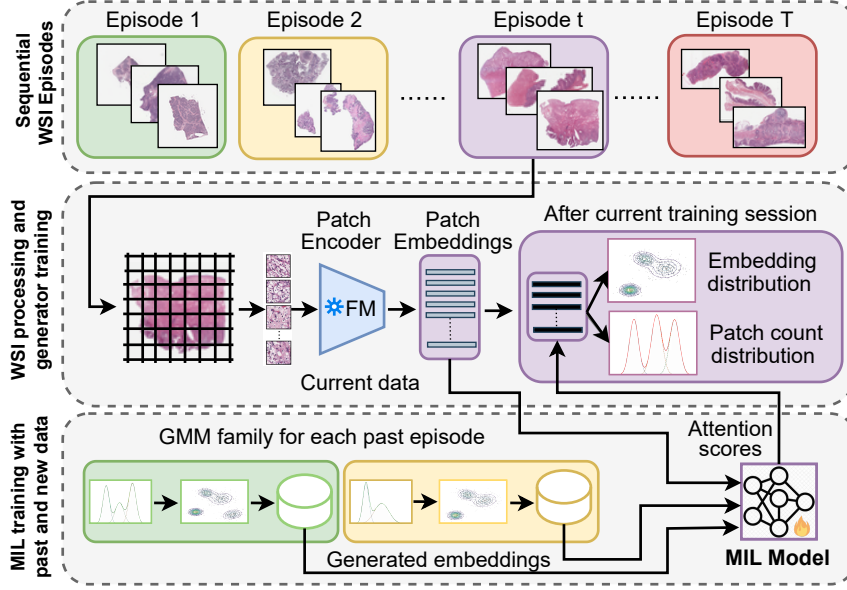 Sequential
WSI Episodes
Episode 1
Episode 2
Episode t
Episode T
WSI processing and
generator training
Patch
Encoder
FM
Patch
Embeddings
Current data
After current training session
Embedding
distribution
Patch count
distribution
MIL training with
past and new data
GMM family for each past episode
Generated embeddings
Attention
scores
MIL Model